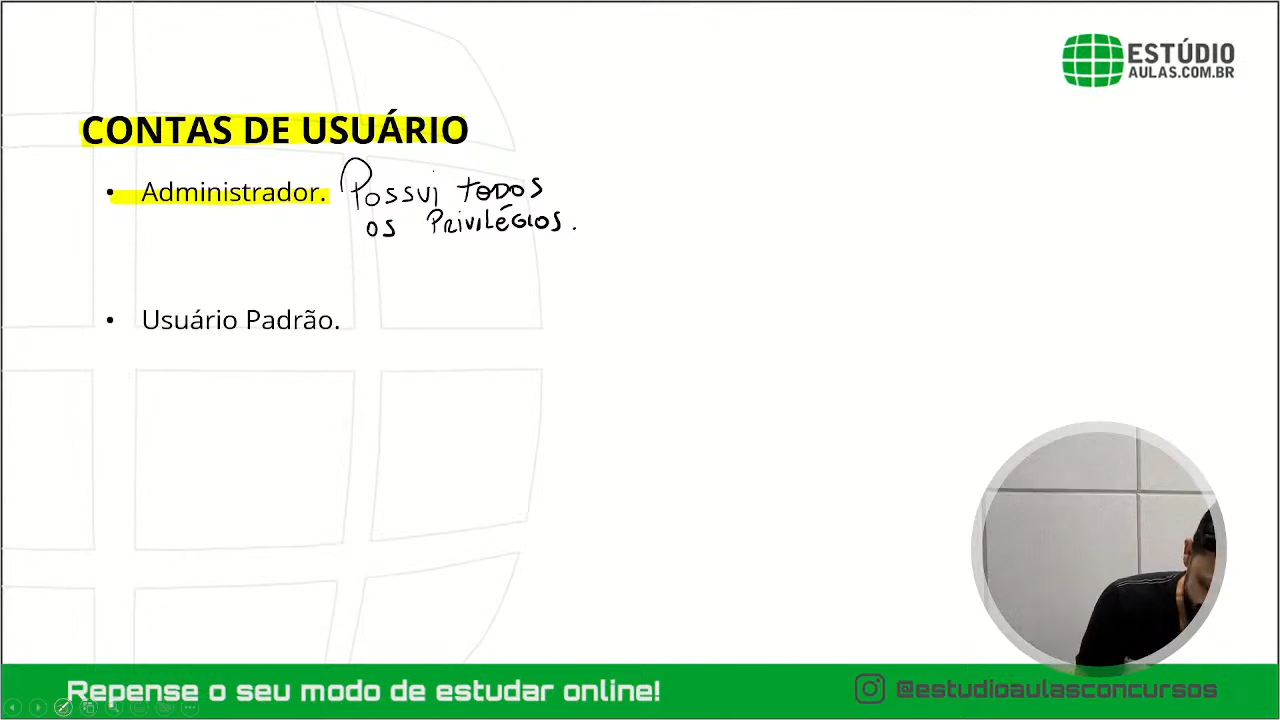 ESTÚDIO
AULAS.COM.BR
CONTAS DE USUÁRIO
• Administrador. Possui todos
os Privilégios.
• Usuário Padrão.
Repense o seu modo de estudar online!
@estudioaulasconcursos